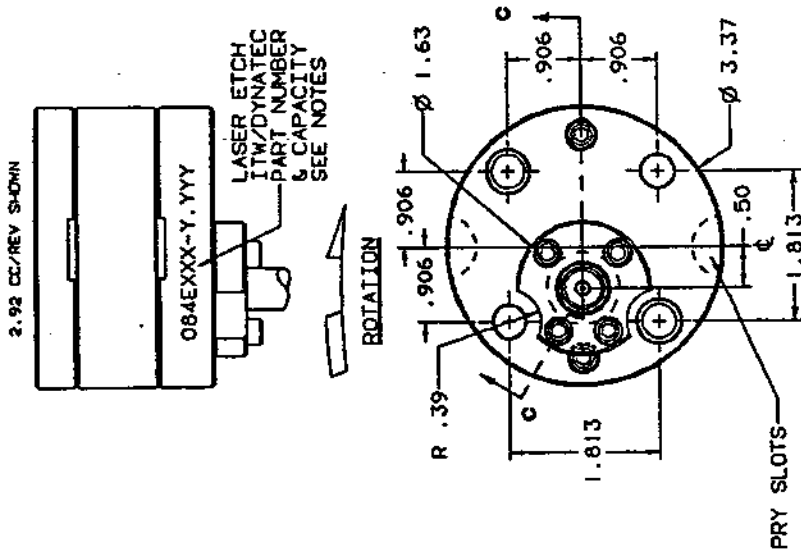 2.92 CC/REV SHOWN
084EXXX-Y.YYY
LASER ETCH
ITW/DYNATEC
PART NUMBER
& CAPACITY
SEE NOTES
ROTATION
C
.906
.906
Ø 1.63
.906
.906
Ø 3.37
R .39
C
.50
℄
1.813
1.813
PRY SLOTS